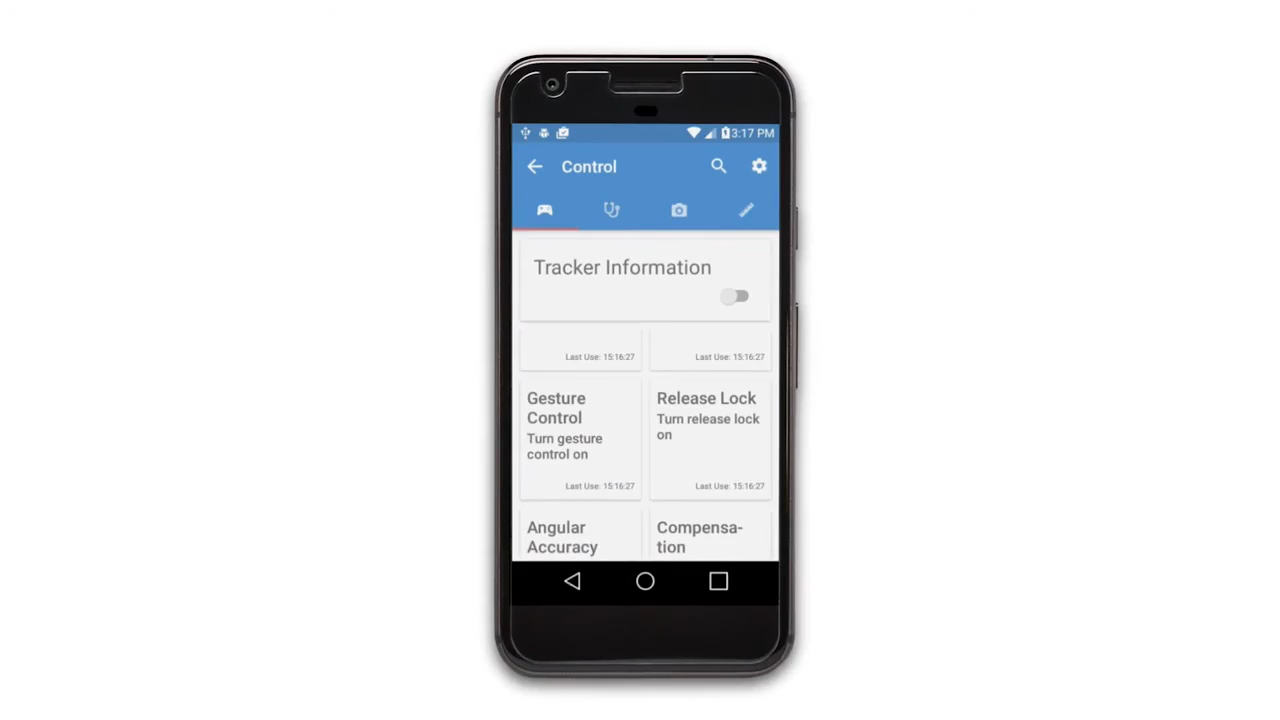 3:17 PM
Control
Tracker Information
Last Use: 15:16:27
Last Use: 15:16:27
Gesture
Control
Turn gesture
control on
Last Use: 15:16:27
Release Lock
Turn release lock
on
Last Use: 15:16:27
Angular
Accuracy
Compensa-
tion